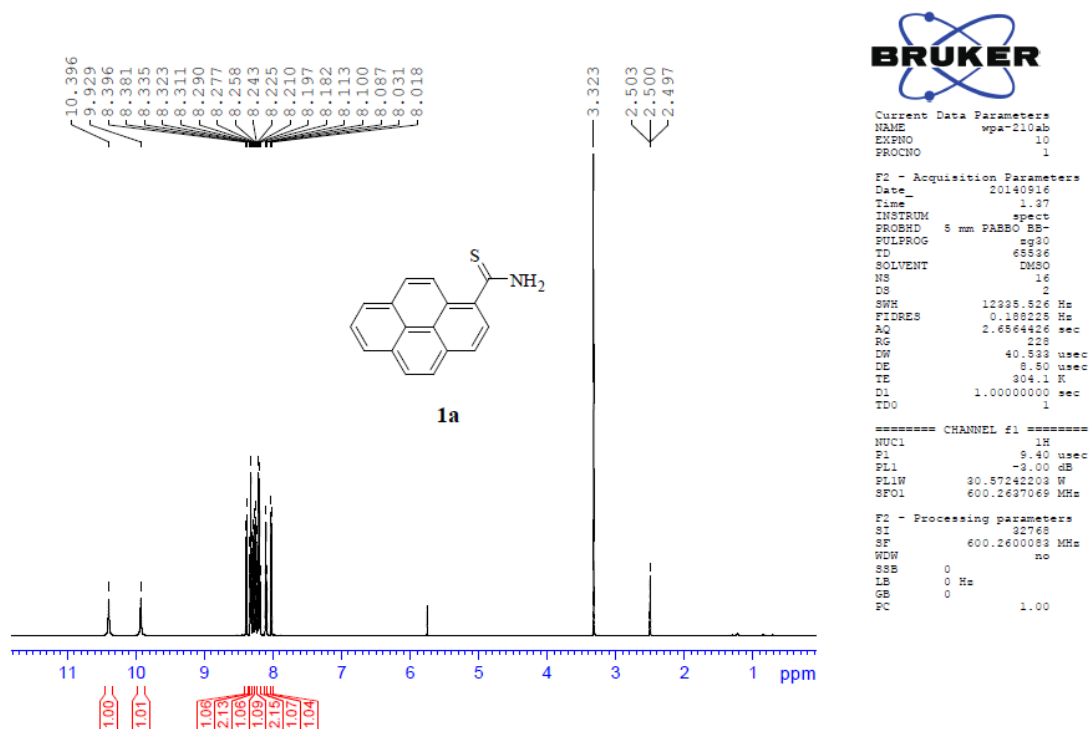 10.396
9.929
8.396
8.381
8.335
8.323
8.311
8.290
8.277
8.258
8.243
8.225
8.210
8.197
8.182
8.113
8.100
8.087
8.031
8.018
3.323
2.503
2.500
2.497
S
NH2
1a
11 10 9 8 7 6 5 4 3 2 1 ppm
1.00
1.01
1.06
2.13
1.06
1.09
2.15
1.07
1.04
BRUKER
Current Data Parameters
NAME wpa-210ab
EXPNO 10
PROCNO 1
F2 - Acquisition Parameters
Date_ 20140916
Time 1.37
INSTRUM spect
PROBHD 5 mm PABBO BB-
PULPROG zg30
TD 65536
SOLVENT DMSO
NS 16
DS 2
SWH 12335.526 Hz
FIDRES 0.188225 Hz
AQ 2.6564426 sec
RG 228
DW 40.533 usec
DE 8.50 usec
TE 304.1 K
D1 1.00000000 sec
TD0 1
======== CHANNEL f1 ========
NUC1 1H
P1 9.40 usec
PL1 -3.00 dB
PL1W 30.57242203 W
SFO1 600.2637069 MHz
F2 - Processing parameters
SI 32768
SF 600.2600083 MHz
WDW no
SSB 0
LB 0 Hz
GB 0
PC 1.00